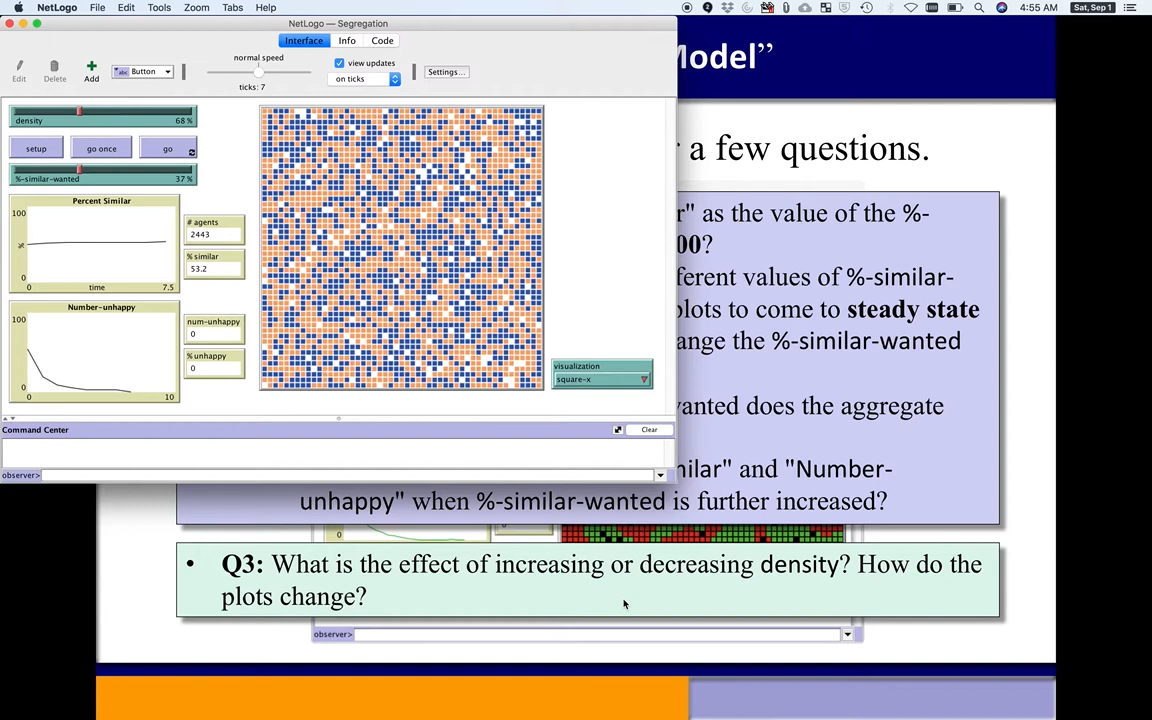 NetLogo File Edit Tools Zoom Tabs Help
4:55 AM Sat, Sep 1
NetLogo — Segregation
Interface Info Code
Edit Delete Add Button
normal speed
ticks: 7
view updates
on ticks
Settings...
density 68 %
setup go once go
%-similar-wanted 37 %
Percent Similar
100
%
0
0 time 7.5
# agents
2443
% similar
53.2
Number-unhappy
100
0
0 10
num-unhappy
0
% unhappy
0
visualization
square-x
Command Center
Clear
observer>
Model”
a few questions.
r" as the value of the %-
00?
fferent values of %-similar-
plots to come to steady state
ange the %-similar-wanted
vanted does the aggregate
milar" and "Number-
unhappy" when %-similar-wanted is further increased?
0
• Q3: What is the effect of increasing or decreasing density? How do the
plots change?
observer>